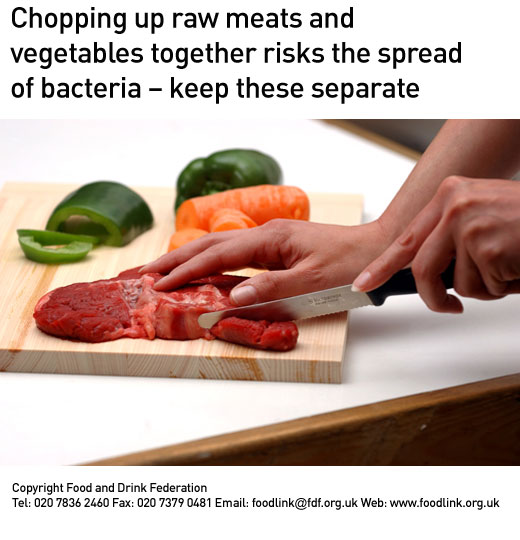 Chopping up raw meats and
vegetables together risks the spread
of bacteria – keep these separate
Copyright Food and Drink Federation
Tel: 020 7836 2460 Fax: 020 7379 0481 Email: foodlink@fdf.org.uk Web: www.foodlink.org.uk